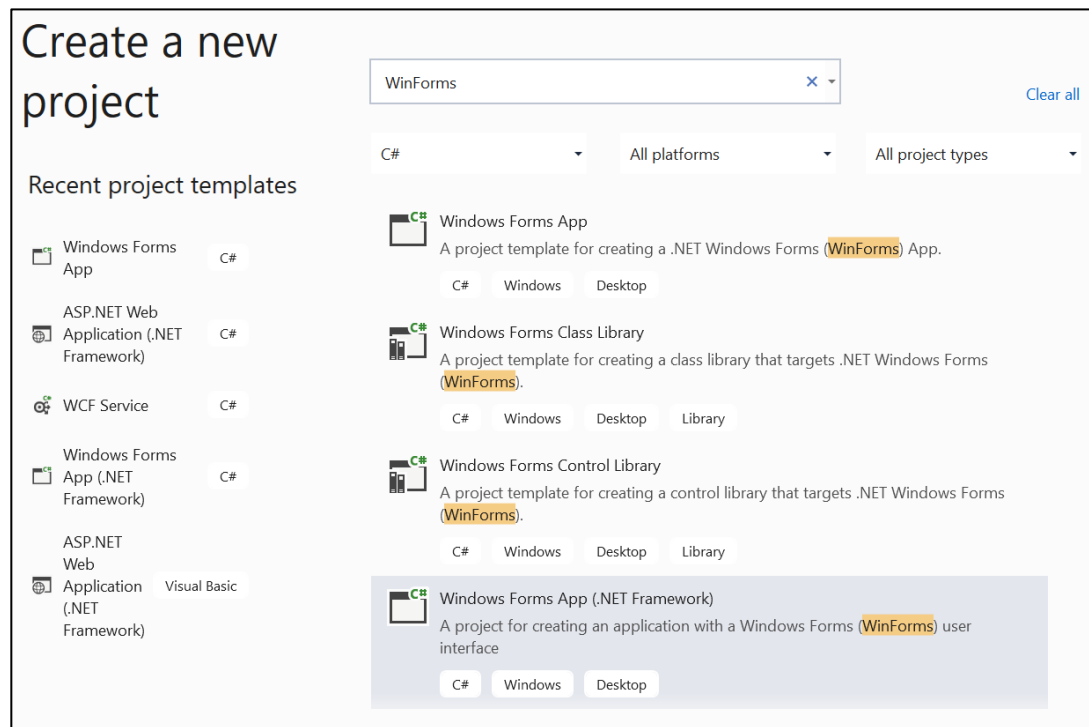 Create a new
project
WinForms
Clear all
C#
All platforms
All project types
Recent project templates
Windows Forms
App
C#
ASP.NET Web
Application (.NET
Framework)
C#
WCF Service
C#
Windows Forms
App (.NET
Framework)
C#
ASP.NET
Web
Application
(.NET
Framework)
Visual Basic
C#
Windows Forms App
A project template for creating a .NET Windows Forms (WinForms) App.
C# Windows Desktop
C#
Windows Forms Class Library
A project template for creating a class library that targets .NET Windows Forms
(WinForms).
C# Windows Desktop Library
C#
Windows Forms Control Library
A project template for creating a control library that targets .NET Windows Forms
(WinForms).
C# Windows Desktop Library
C#
Windows Forms App (.NET Framework)
A project for creating an application with a Windows Forms (WinForms) user
interface
C# Windows Desktop